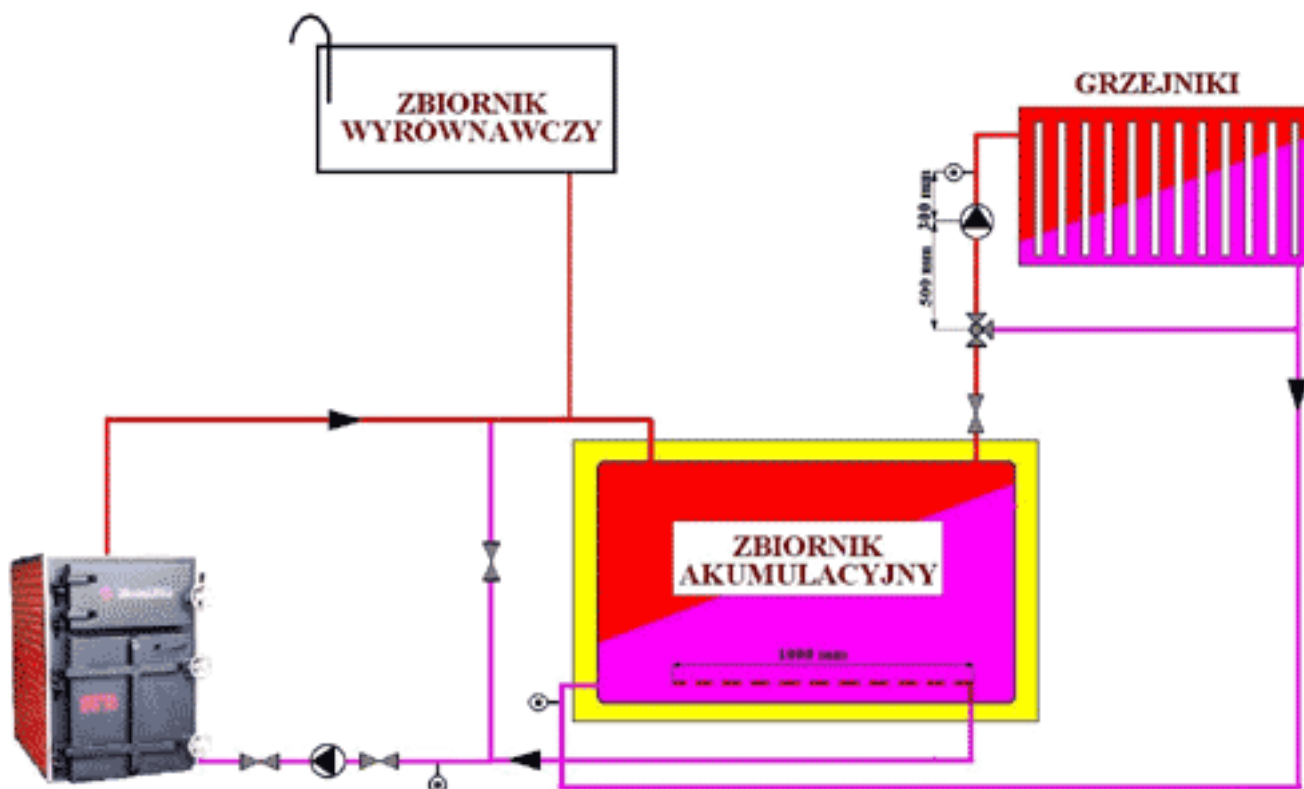 ZBIORNIK
WYRÓWNAWCZY
GRZEJNIKI
200 mm
500 mm
ZBIORNIK
AKUMULACYJNY
1000 mm